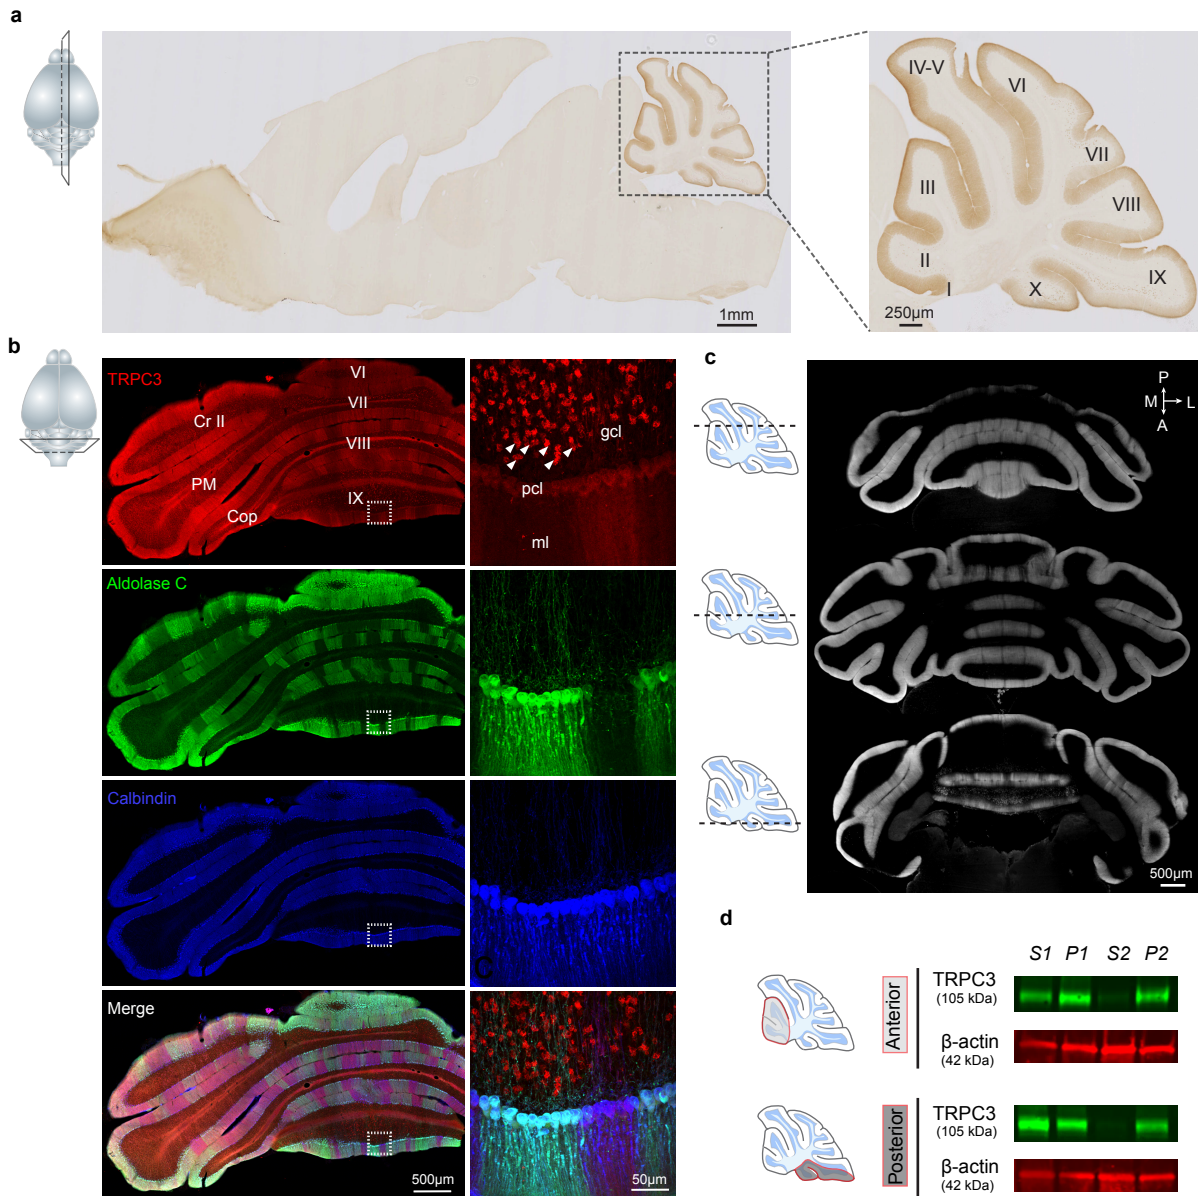 a
IV-V
VI
VII
III
VIII
II
IX
I
X
1mm
250µm
b
TRPC3
VI
VII
Cr II
VIII
PM
IX
Cop
gcl
pcl
ml
Aldolase C
Calbindin
C
Merge
500µm
50µm
c
P
M L
A
500µm
d
S1 P1 S2 P2
Anterior
TRPC3
(105 kDa)
β-actin
(42 kDa)
Posterior
TRPC3
(105 kDa)
β-actin
(42 kDa)